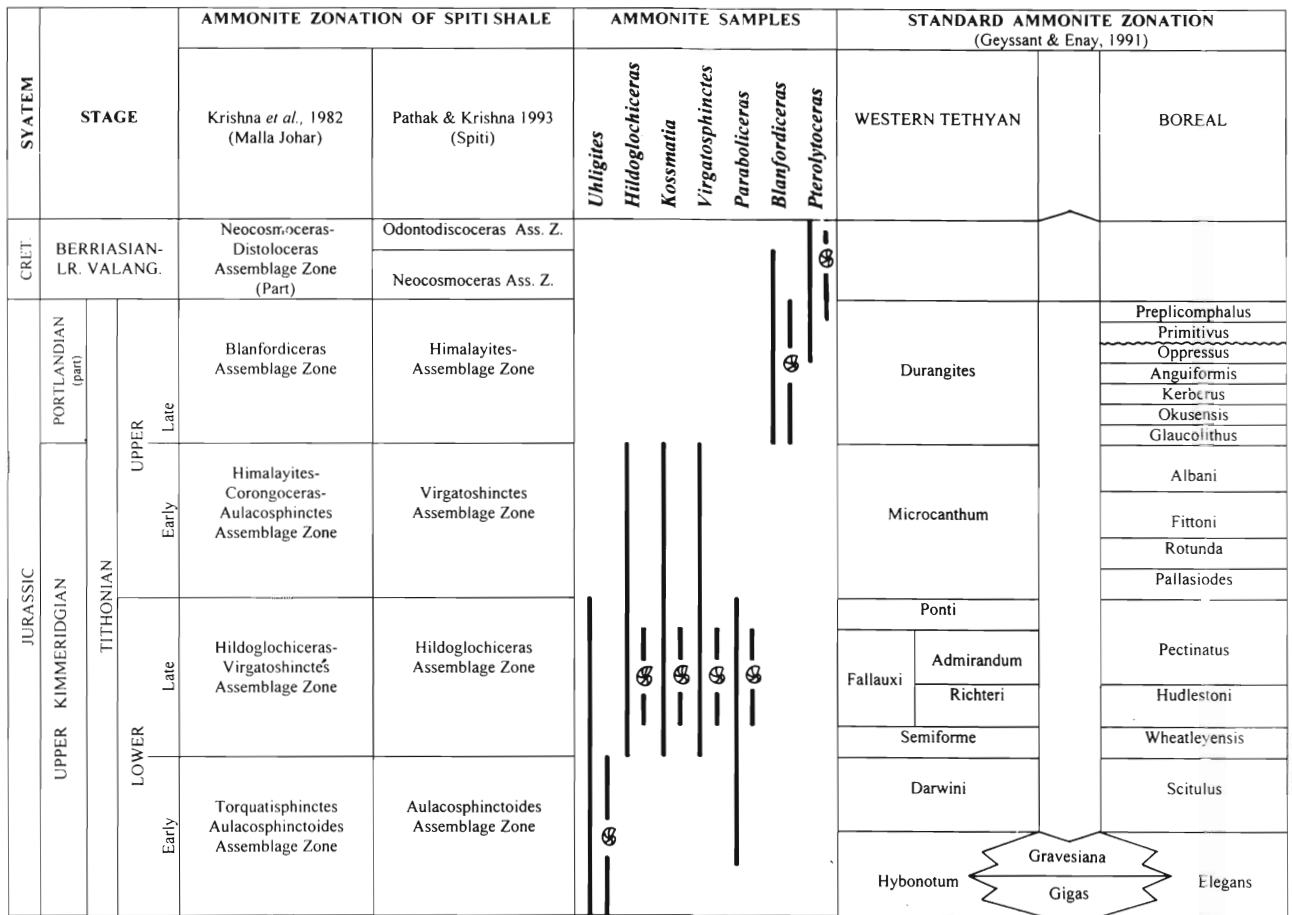 AMMONITE ZONATION OF SPITI SHALE
AMMONITE SAMPLES
STANDARD AMMONITE ZONATION
(Geyssant & Enay, 1991)
SYATEM
STAGE
Krishna et al., 1982
(Malla Johar)
Pathak & Krishna 1993
(Spiti)
Uhligites
Hildoglochiceras
Kossmatia
Virgatosphinctes
Paraboliceras
Blanfordiceras
Pterolytoceras
WESTERN TETHYAN
BOREAL
CRET.
BERRIASIAN-
LR. VALANG.
Neocosmoceras-
Distoloceras
Assemblage Zone
(Part)
Odontodiscoceras Ass. Z.
Neocosmoceras Ass. Z.
JURASSIC
PORTLANDIAN
(part)
UPPER KIMMERIDGIAN
TITHONIAN
UPPER
Late
Blanfordiceras
Assemblage Zone
Himalayites-
Assemblage Zone
Durangites
Preplicomphalus
Primitivus
Oppressus
Anguiformis
Kerberus
Okusensis
Glaucolithus
Early
Himalayites-
Corongoceras-
Aulacosphinctes
Assemblage Zone
Virgatoshinctes
Assemblage Zone
Microcanthum
Albani
Fittoni
Rotunda
Pallasiodes
LOWER
Late
Hildoglochiceras-
Virgatoshinctes
Assemblage Zone
Hildoglochiceras
Assemblage Zone
Ponti
Fallauxi
Admirandum
Richteri
Semiforme
Pectinatus
Hudlestoni
Wheatleyensis
Early
Torquatisphinctes
Aulacosphinctoides
Assemblage Zone
Aulacosphinctoides
Assemblage Zone
Darwini
Scitulus
Hybonotum
Gravesiana
Gigas
Elegans